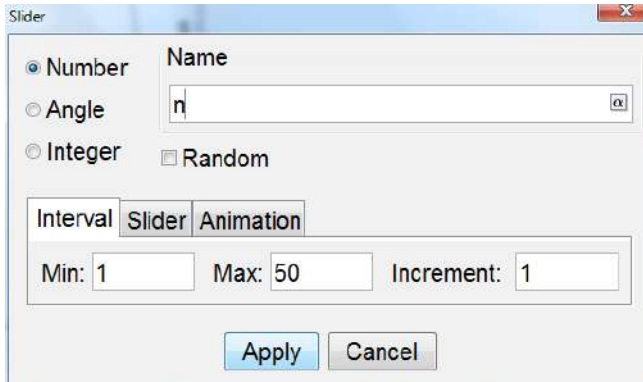 Slider
Number
Name
Angle
n
α
Integer
Random
Interval Slider Animation
Min: 1 Max: 50 Increment: 1
Apply Cancel